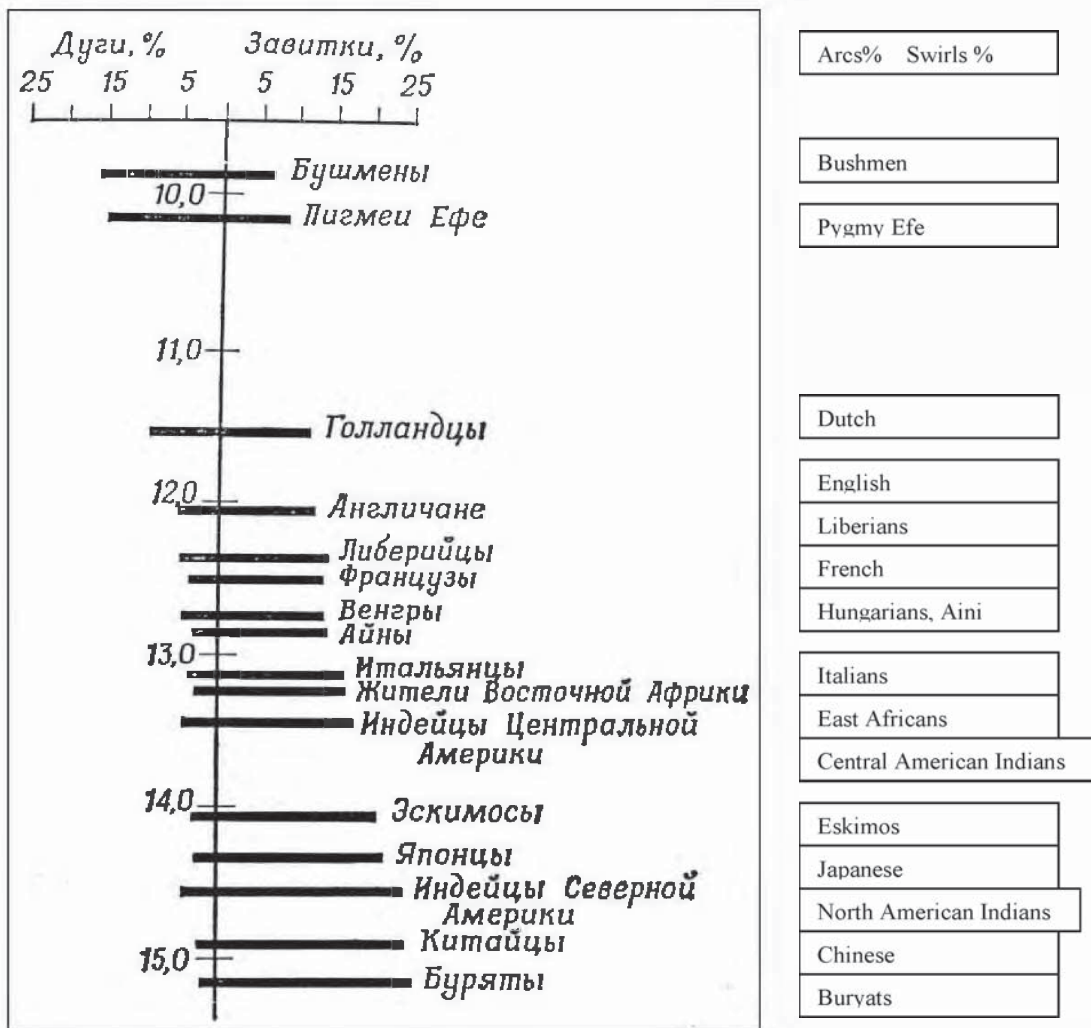 Дуги, % Завитки, %
25 15 5 5 15 25
Бушмены
10,0
Пигмеи Ефе
11,0
Голландцы
12,0
Англичане
Либерийцы
Французы
Венгры
Айны
13,0
Итальянцы
Жители Восточной Африки
Индейцы Центральной
Америки
14,0
Эскимосы
Японцы
Индейцы Северной
Америки
Китайцы
15,0
Буряты
Arcs% Swirls %
Bushmen
Pygmy Efe
Dutch
English
Liberians
French
Hungarians, Aini
Italians
East Africans
Central American Indians
Eskimos
Japanese
North American Indians
Chinese
Buryats